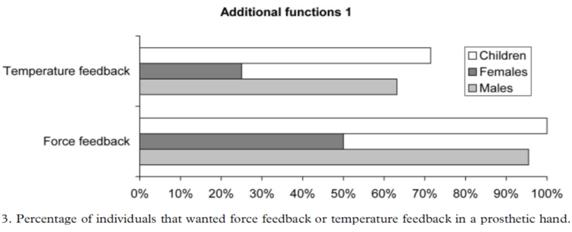 Additional functions 1
Temperature feedback
Children
Females
Males
Force feedback
0% 10% 20% 30% 40% 50% 60% 70% 80% 90% 100%
3. Percentage of individuals that wanted force feedback or temperature feedback in a prosthetic hand.